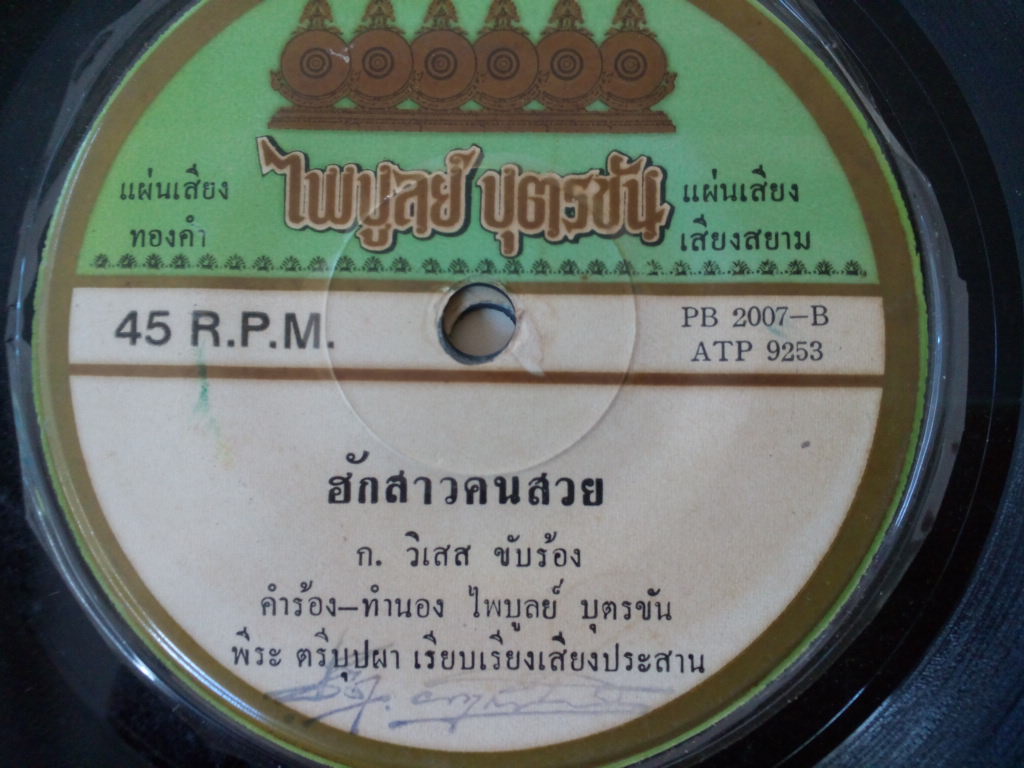 ไพบูลย์ บุตรขัน
แผ่นเสียง
ทองคำ
แผ่นเสียง
เสียงสยาม
45 R.P.M.
PB 2007-B
ATP 9253
ฮักสาวคนสวย
ก. วิเสส ขับร้อง
คำร้อง-ทำนอง ไพบูลย์ บุตรขัน
พีระ ตรีบุปผา เรียบเรียงเสียงประสาน